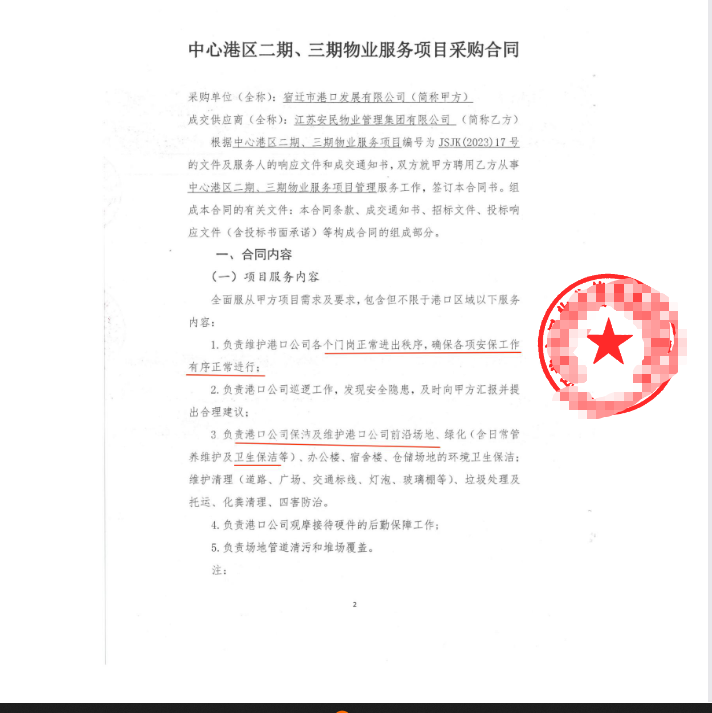 中心港区二期、三期物业服务项目采购合同
采购单位（全称）：宿迁市港口发展有限公司（简称甲方）
成交供应商（全称）：江苏安民物业管理集团有限公司（简称乙方）
根据中心港区二期、三期物业服务项目编号为 JSJK(2023)17 号
的文件及服务人的响应文件和成交通知书，双方就甲方聘用乙方从事
中心港区二期、三期物业服务项目管理服务工作，签订本合同书。组
成本合同的有关文件：本合同条款、成交通知书、招标文件、投标响
应文件（含投标书面承诺）等构成合同的组成部分。
一、合同内容
（一）项目服务内容
全面服从甲方项目需求及要求，包含但不限于港口区域以下服务
内容：
1.负责维护港口公司各个门岗正常进出秩序，确保各项安保工作
有序正常进行；
2.负责港口公司巡逻工作，发现安全隐患，及时向甲方汇报并提
出合理建议；
3.负责港口公司保洁及维护港口公司前沿场地、绿化（含日常管
养维护及卫生保洁等）、办公楼、宿舍楼、仓储场地的环境卫生保洁；
维护清理（道路、广场、交通标线、灯泡、玻璃棚等）、垃圾处理及
托运、化粪清理、四害防治。
4.负责港口公司观摩接待硬件的后勤保障工作；
5.负责场地管道清污和堆场覆盖。
注：
2